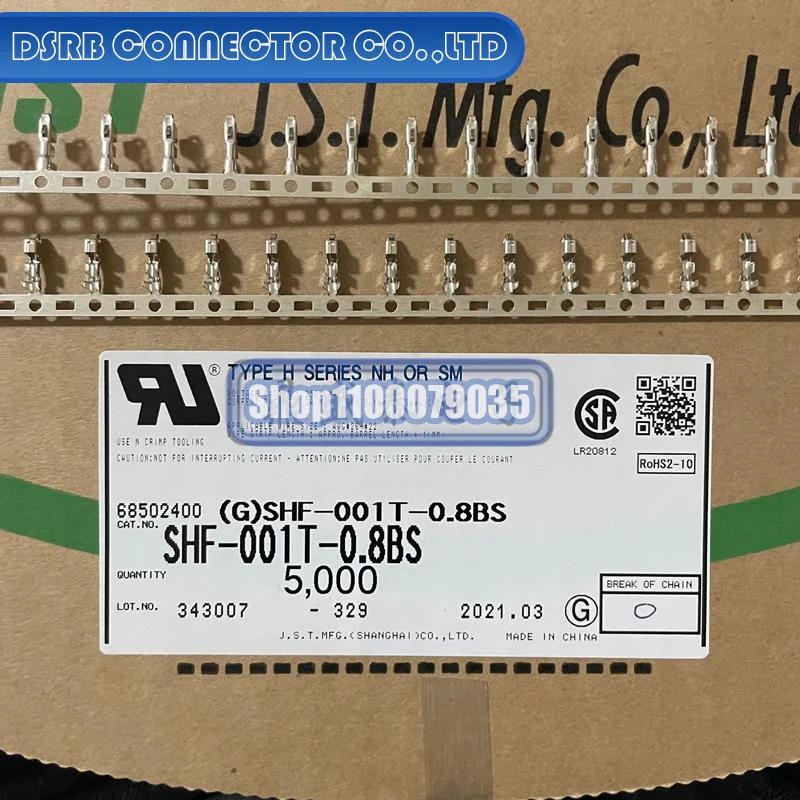 DSRB CONNECTOR CO.,LTD
JST J.S.T. Mfg. Co., Ltd
TYPE H SERIES NH OR SM
Shop1106079035
USE N CRIMP TOOLING
CAUTION:NOT FOR INTERRUPTING CURRENT - ATTENTION:NE PAS UTILISER POUR COUPER LE COURANT
LR20812
RoHS2-10
68502400 (G)SHF-001T-0.8BS
CAT.NO. SHF-001T-0.8BS
QUANTITY 5,000
BREAK OF CHAIN
LOT.NO. 343007 - 329 2021.03 G 0
J.S.T.MFG.(SHANGHAI)CO.,LTD. MADE IN CHINA